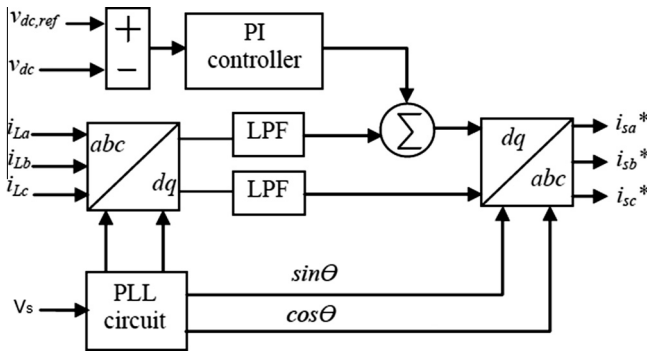 v_dc,ref
+
−
v_dc
PI
controller
i_La
i_Lb
i_Lc
abc
dq
LPF
LPF
Σ
dq
abc
i_sa*
i_sb*
i_sc*
Vs
PLL
circuit
sinΘ
cosΘ